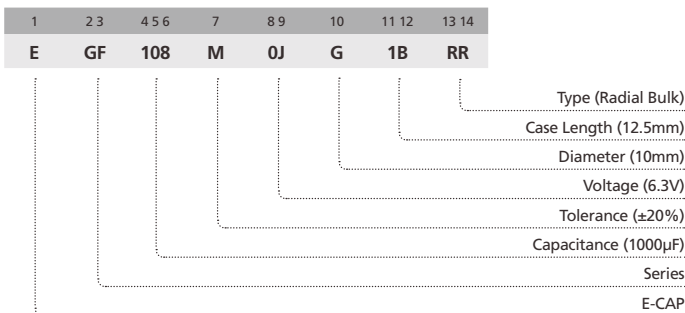 1 2 3 4 5 6 7 8 9 10 11 12 13 14
E GF 108 M 0J G 1B RR
Type (Radial Bulk)
Case Length (12.5mm)
Diameter (10mm)
Voltage (6.3V)
Tolerance (±20%)
Capacitance (1000µF)
Series
E-CAP